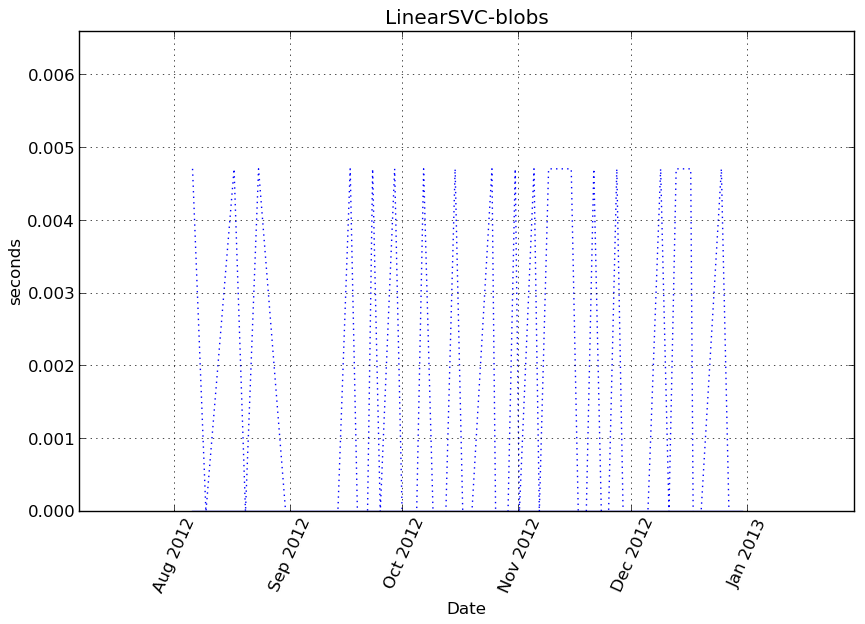 LinearSVC-blobs
0.006
0.005
0.004
0.003
0.002
0.001
0.000
seconds
Aug 2012
Sep 2012
Oct 2012
Nov 2012
Dec 2012
Jan 2013
Date